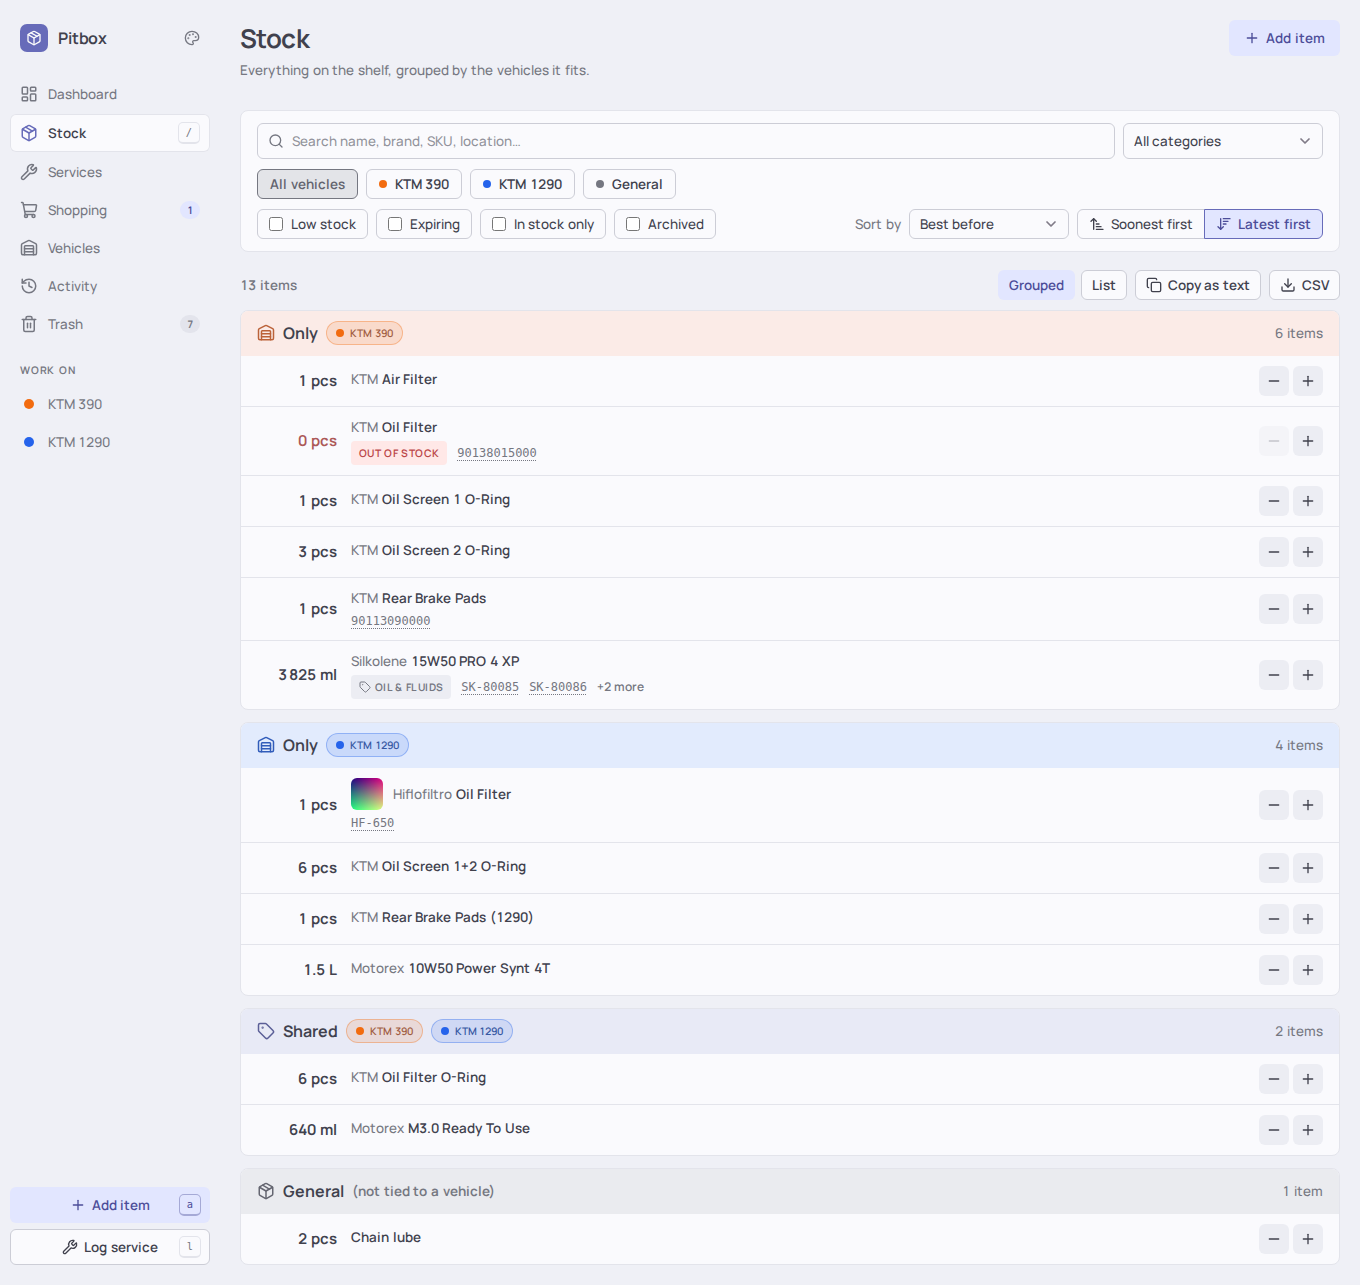 Pitbox
Dashboard
Stock /
Services
Shopping 1
Vehicles
Activity
Trash 7
WORK ON
KTM 390
KTM 1290
Add item a
Log service l
Stock
Add item
Everything on the shelf, grouped by the vehicles it fits.
Search name, brand, SKU, location…
All categories
All vehicles KTM 390 KTM 1290 General
Low stock Expiring In stock only Archived Sort by Best before Soonest first Latest first
13 items Grouped List Copy as text CSV
Only KTM 390 6 items
1 pcs KTM Air Filter
0 pcs KTM Oil Filter
OUT OF STOCK 90138015000
1 pcs KTM Oil Screen 1 O-Ring
3 pcs KTM Oil Screen 2 O-Ring
1 pcs KTM Rear Brake Pads
90113090000
3 825 ml Silkolene 15W50 PRO 4 XP
OIL & FLUIDS SK-80085 SK-80086 +2 more
Only KTM 1290 4 items
1 pcs Hiflofiltro Oil Filter
HF-650
6 pcs KTM Oil Screen 1+2 O-Ring
1 pcs KTM Rear Brake Pads (1290)
1.5 L Motorex 10W50 Power Synt 4T
Shared KTM 390 KTM 1290 2 items
6 pcs KTM Oil Filter O-Ring
640 ml Motorex M3.0 Ready To Use
General (not tied to a vehicle) 1 item
2 pcs Chain lube